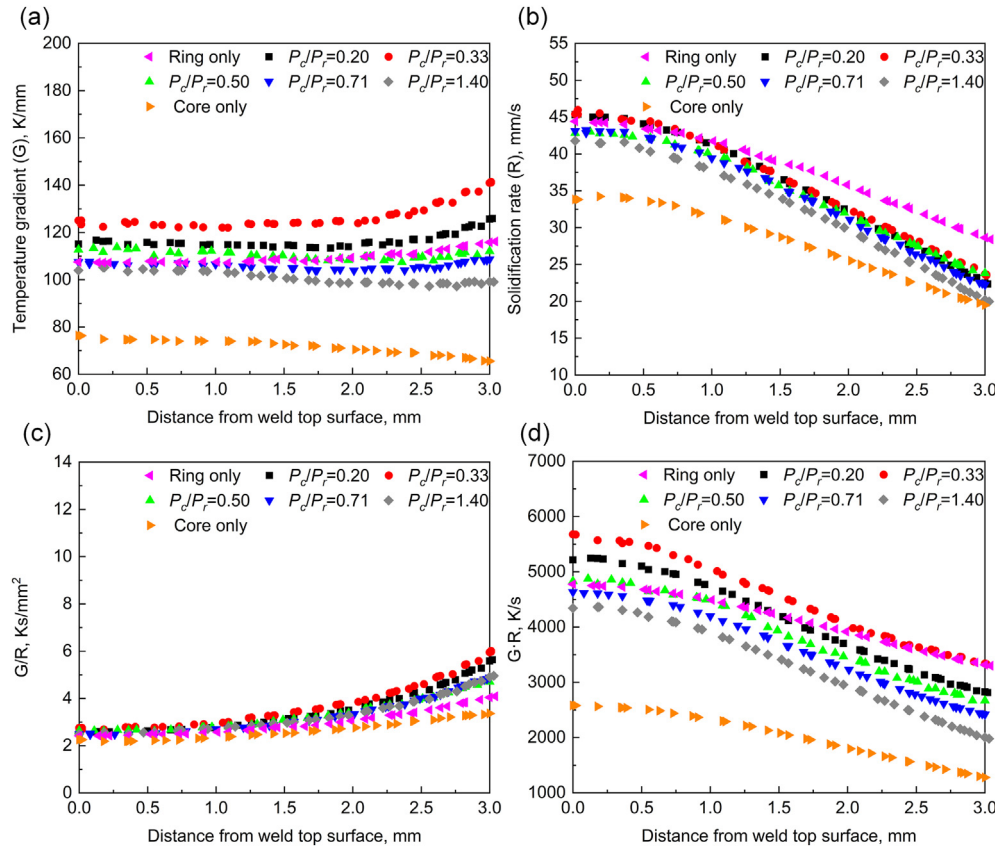 (a)
Ring only Pc/Pr=0.20 Pc/Pr=0.33
Pc/Pr=0.50 Pc/Pr=0.71 Pc/Pr=1.40
Core only
200
180
160
140
120
100
80
60
Temperature gradient (G), K/mm
0.0 0.5 1.0 1.5 2.0 2.5 3.0
Distance from weld top surface, mm
(b)
Ring only Pc/Pr=0.20 Pc/Pr=0.33
Pc/Pr=0.50 Pc/Pr=0.71 Pc/Pr=1.40
Core only
55
50
45
40
35
30
25
20
15
10
Solidification rate (R), mm/s
0.0 0.5 1.0 1.5 2.0 2.5 3.0
Distance from weld top surface, mm
(c)
Ring only Pc/Pr=0.20 Pc/Pr=0.33
Pc/Pr=0.50 Pc/Pr=0.71 Pc/Pr=1.40
Core only
14
12
10
8
6
4
2
0
G/R, Ks/mm²
0.0 0.5 1.0 1.5 2.0 2.5 3.0
Distance from weld top surface, mm
(d)
Ring only Pc/Pr=0.20 Pc/Pr=0.33
Pc/Pr=0.50 Pc/Pr=0.71 Pc/Pr=1.40
Core only
7000
6000
5000
4000
3000
2000
1000
G·R, K/s
0.0 0.5 1.0 1.5 2.0 2.5 3.0
Distance from weld top surface, mm